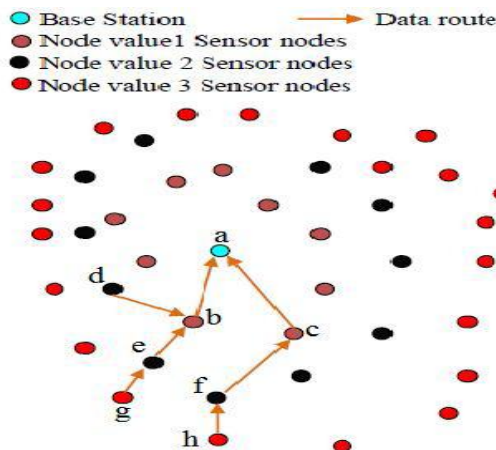 Base Station
Data route
Node value1 Sensor nodes
Node value 2 Sensor nodes
Node value 3 Sensor nodes
a
d
b
c
e
f
g
h